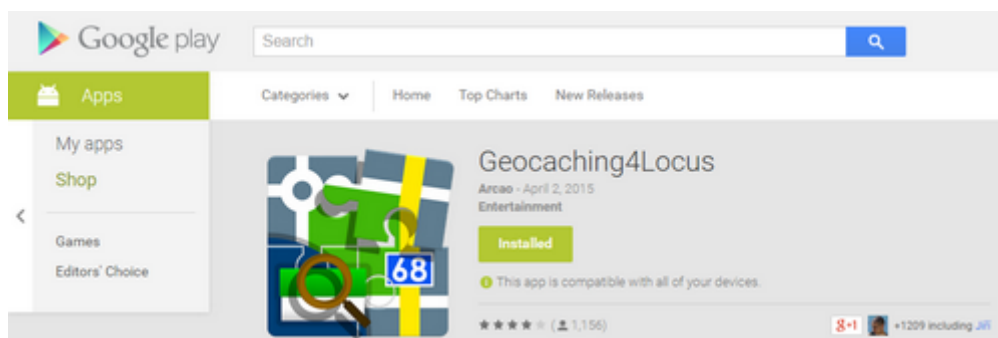 Google play
Search
Apps
Categories Home Top Charts New Releases
My apps
Shop
Games
Editors' Choice
Geocaching4Locus
Arcao - April 2, 2015
Entertainment
Installed
This app is compatible with all of your devices.
(1,156)
g+1 +1209 including Jiří
68